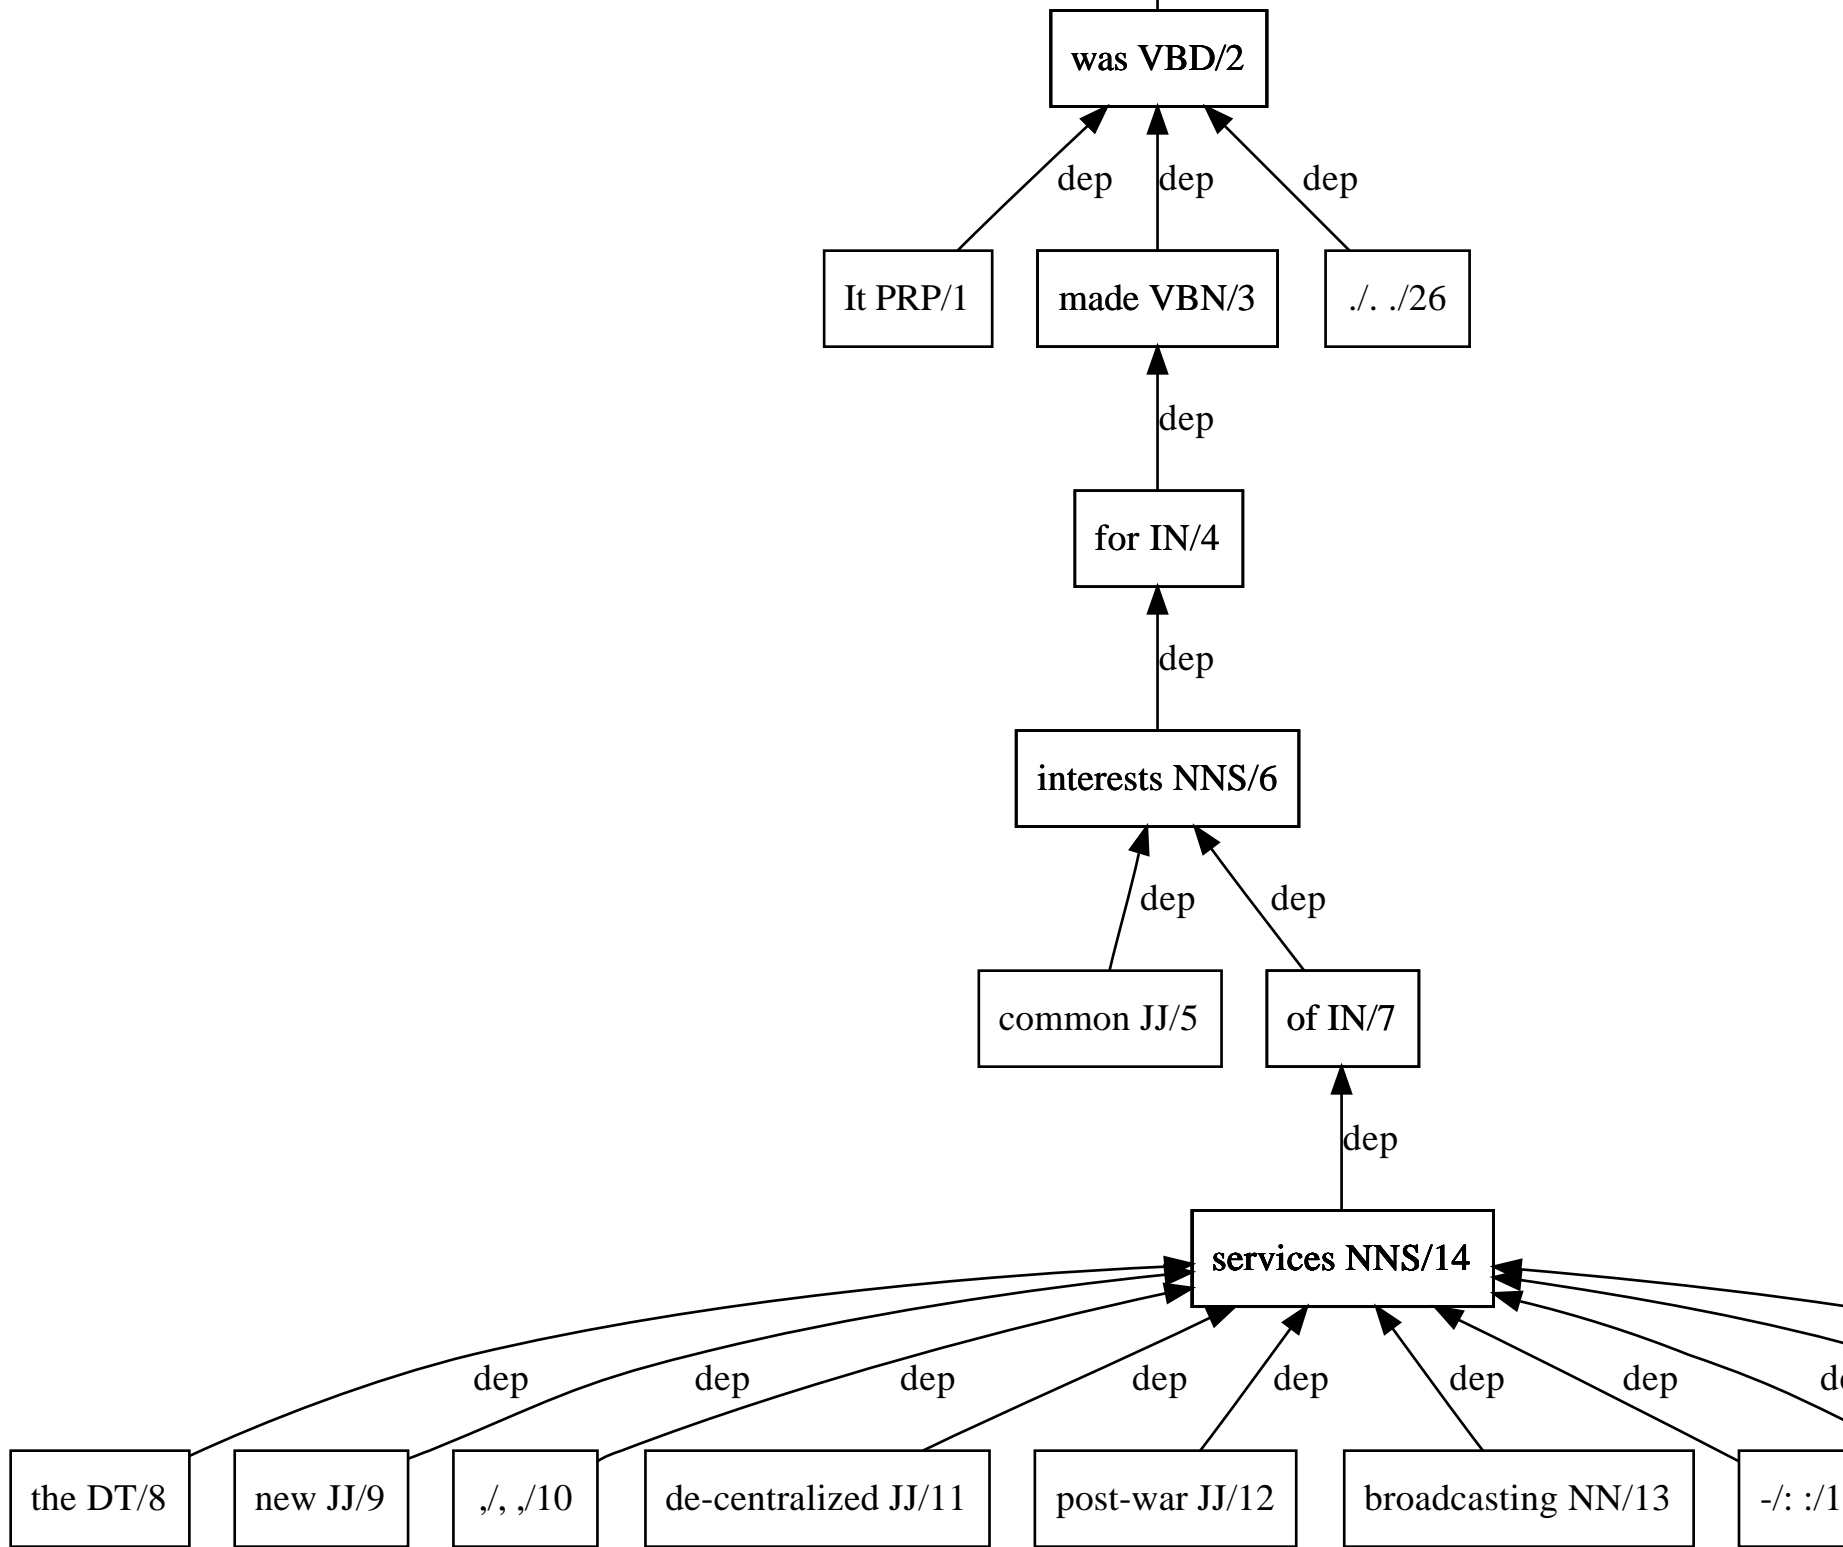 was VBD/2
dep dep dep
It PRP/1 made VBN/3 ./. ./26
dep
for IN/4
dep
interests NNS/6
dep dep
common JJ/5 of IN/7
dep
services NNS/14
dep dep dep dep dep dep dep
the DT/8 new JJ/9 ,/, ,/10 de-centralized JJ/11 post-war JJ/12 broadcasting NN/13 -/: